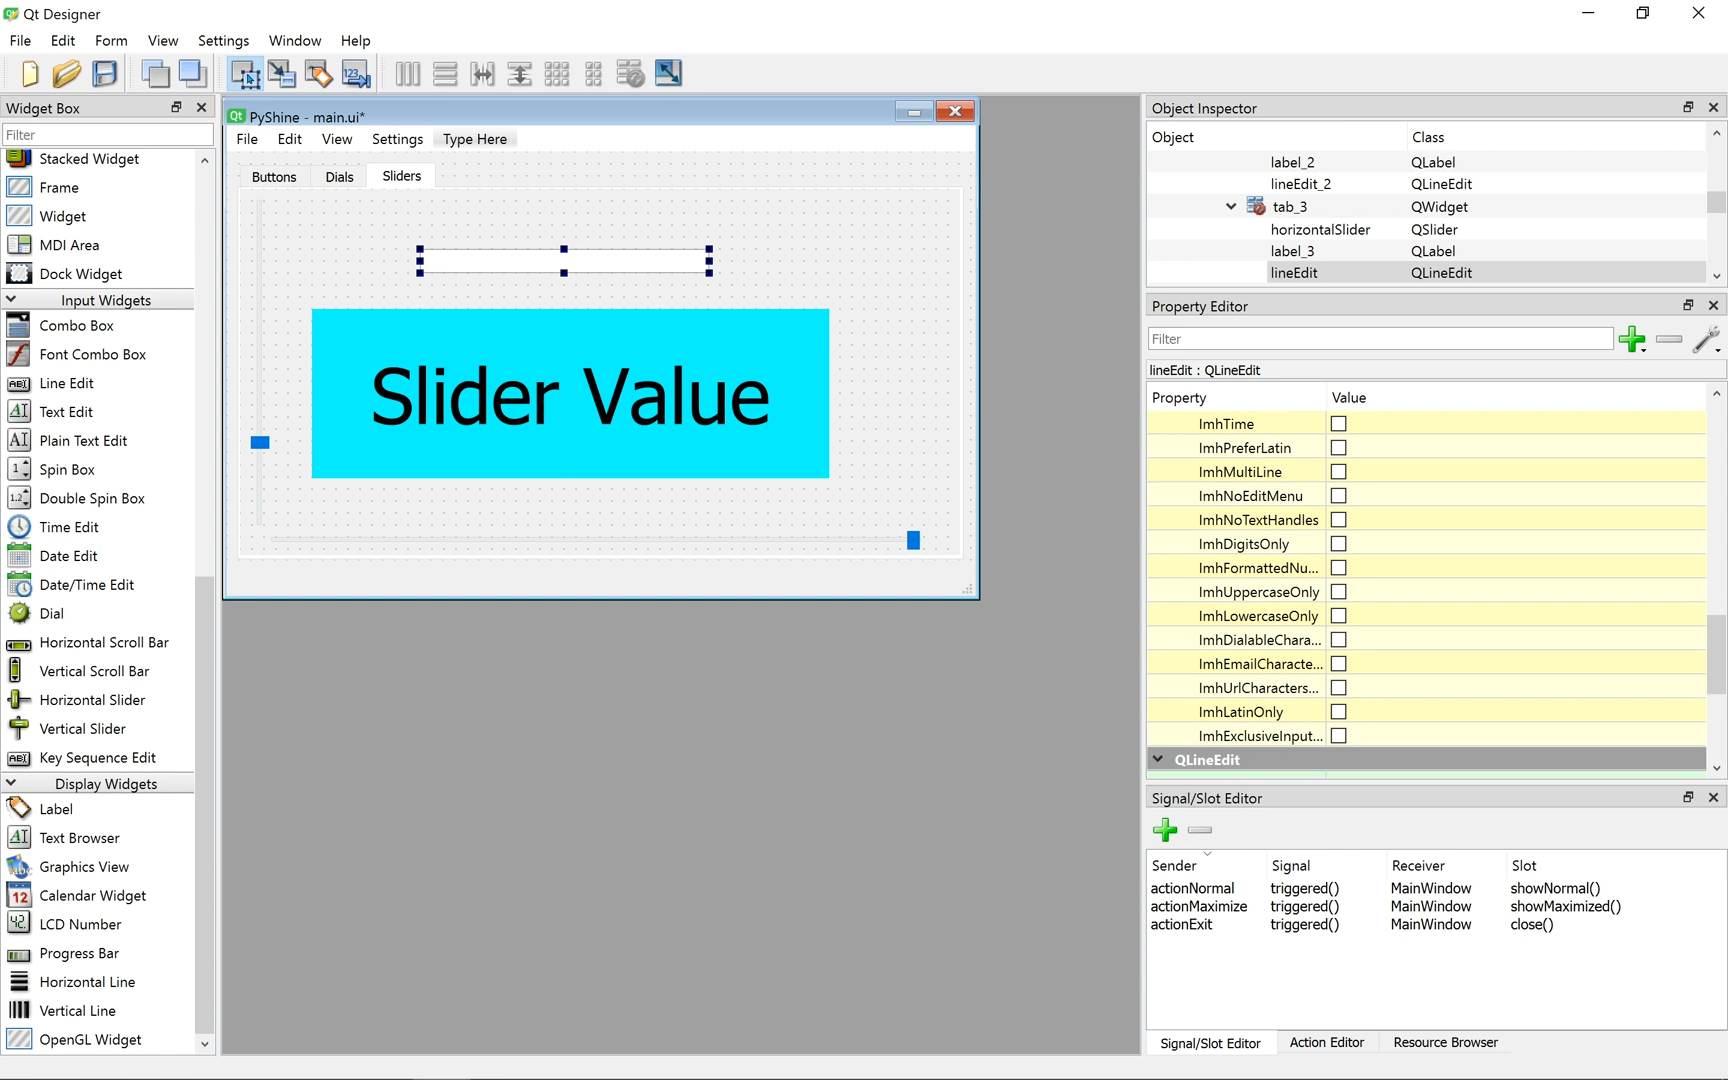 Qt Designer
File Edit Form View Settings Window Help
Widget Box
Filter
Stacked Widget
Frame
Widget
MDI Area
Dock Widget
Input Widgets
Combo Box
Font Combo Box
Line Edit
Text Edit
Plain Text Edit
Spin Box
Double Spin Box
Time Edit
Date Edit
Date/Time Edit
Dial
Horizontal Scroll Bar
Vertical Scroll Bar
Horizontal Slider
Vertical Slider
Key Sequence Edit
Display Widgets
Label
Text Browser
Graphics View
Calendar Widget
LCD Number
Progress Bar
Horizontal Line
Vertical Line
OpenGL Widget
PyShine - main.ui*
File Edit View Settings Type Here
Buttons Dials Sliders
Slider Value
Object Inspector
Object Class
label_2 QLabel
lineEdit_2 QLineEdit
tab_3 QWidget
horizontalSlider QSlider
label_3 QLabel
lineEdit QLineEdit
Property Editor
Filter
lineEdit : QLineEdit
Property Value
ImhTime
ImhPreferLatin
ImhMultiLine
ImhNoEditMenu
ImhNoTextHandles
ImhDigitsOnly
ImhFormattedNu...
ImhUppercaseOnly
ImhLowercaseOnly
ImhDialableChara...
ImhEmailCharacte...
ImhUrlCharacters...
ImhLatinOnly
ImhExclusiveInput...
QLineEdit
Signal/Slot Editor
Sender Signal Receiver Slot
actionNormal triggered() MainWindow showNormal()
actionMaximize triggered() MainWindow showMaximized()
actionExit triggered() MainWindow close()
Signal/Slot Editor Action Editor Resource Browser